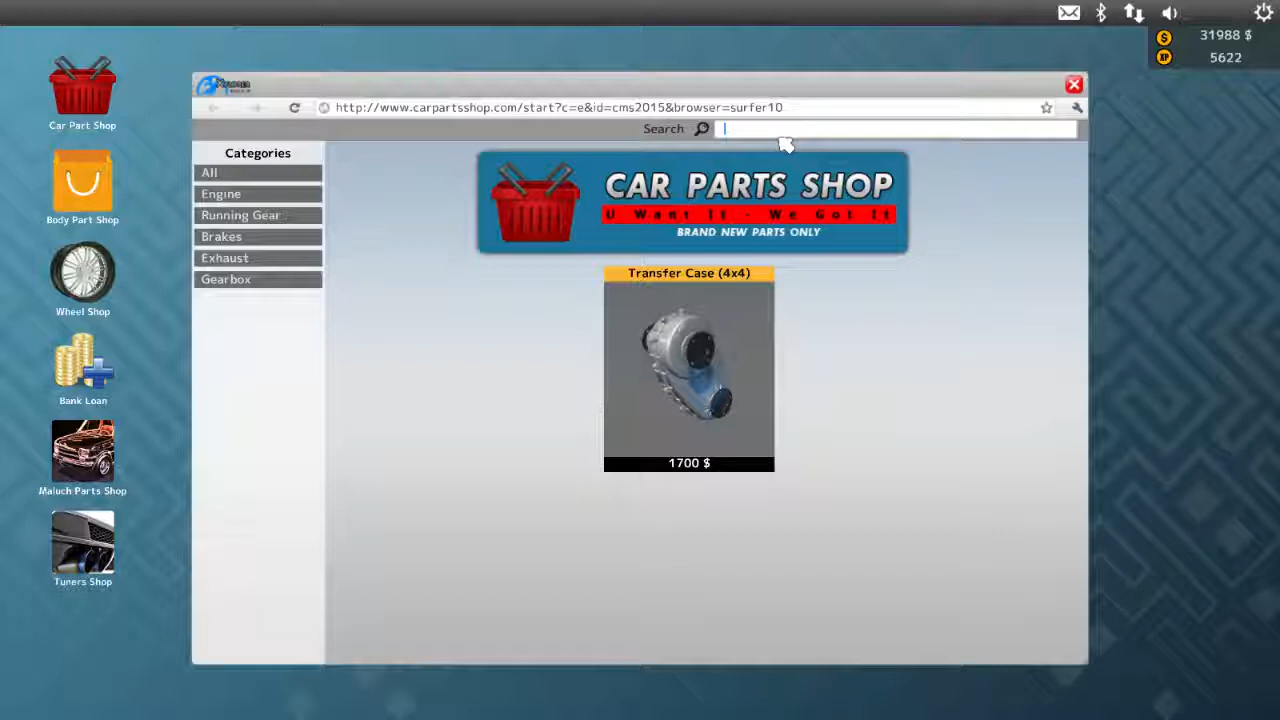 31988 $
5622
Car Part Shop
Body Part Shop
Wheel Shop
Bank Loan
Maluch Parts Shop
Tuners Shop
http://www.carpartsshop.com/start?c=e&id=cms2015&browser=surfer10
Search
Categories
All
Engine
Running Gear
Brakes
Exhaust
Gearbox
CAR PARTS SHOP
U Want It - We Got It
BRAND NEW PARTS ONLY
Transfer Case (4x4)
1700 $